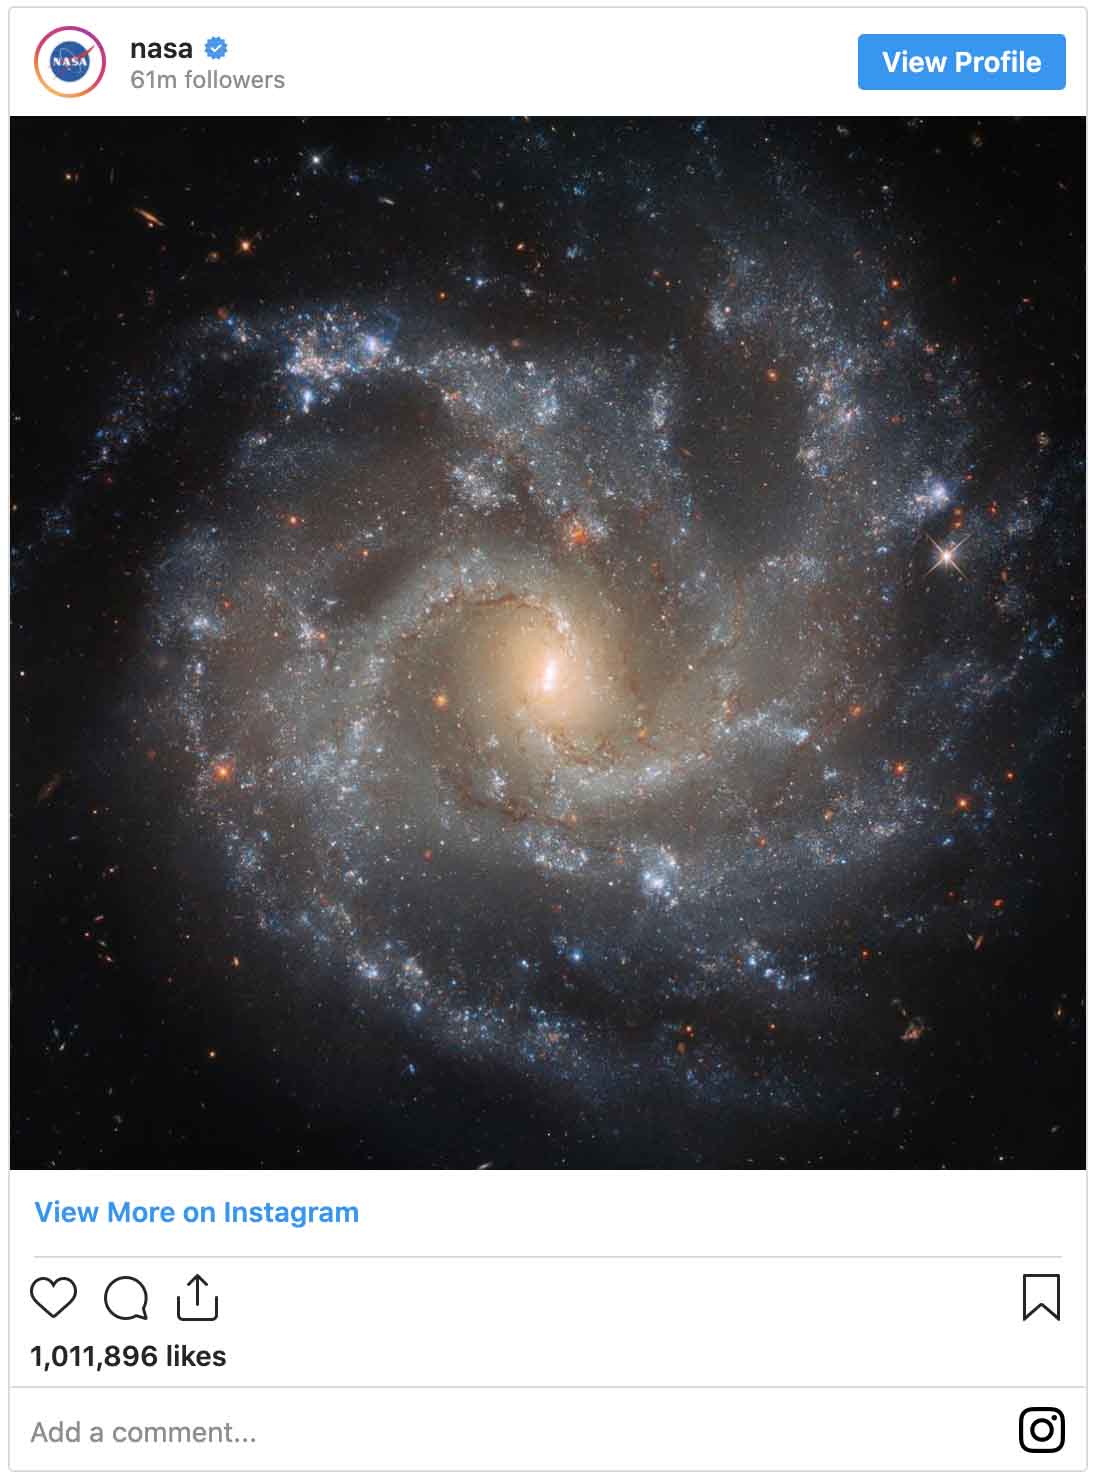 NASA
nasa
61m followers
View Profile
View More on Instagram
1,011,896 likes
Add a comment...